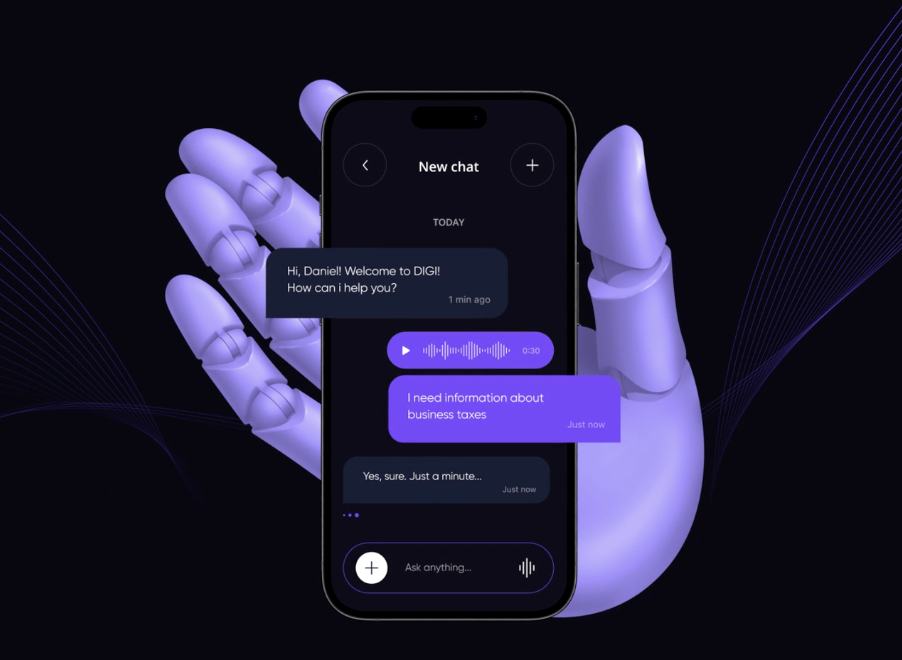 New chat
TODAY
Hi, Daniel! Welcome to DIGI!
How can i help you?
1 min ago
0:30
I need information about
business taxes
Just now
Yes, sure. Just a minute...
Just now
Ask anything...